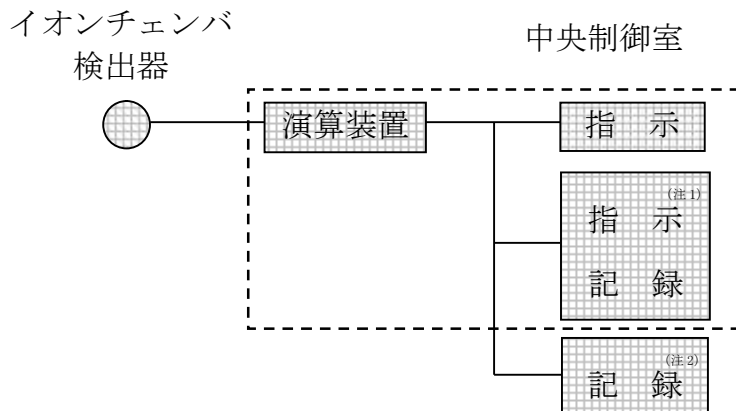 イオンチェンバ
検出器
中央制御室
演算装置
指 示
(注1)
指 示
記 録
(注2)
記 録